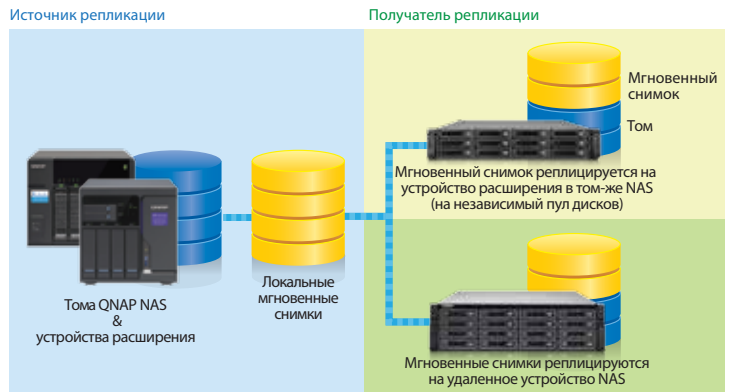 Источник репликации
Получатель репликации
Мгновенный
снимок
Том
Мгновенный снимок реплицируется на
устройство расширения в том-же NAS
(на независимый пул дисков)
Тома QNAP NAS
&
устройства расширения
Локальные
мгновенные
снимки
Мгновенные снимки реплицируются
на удаленное устройство NAS